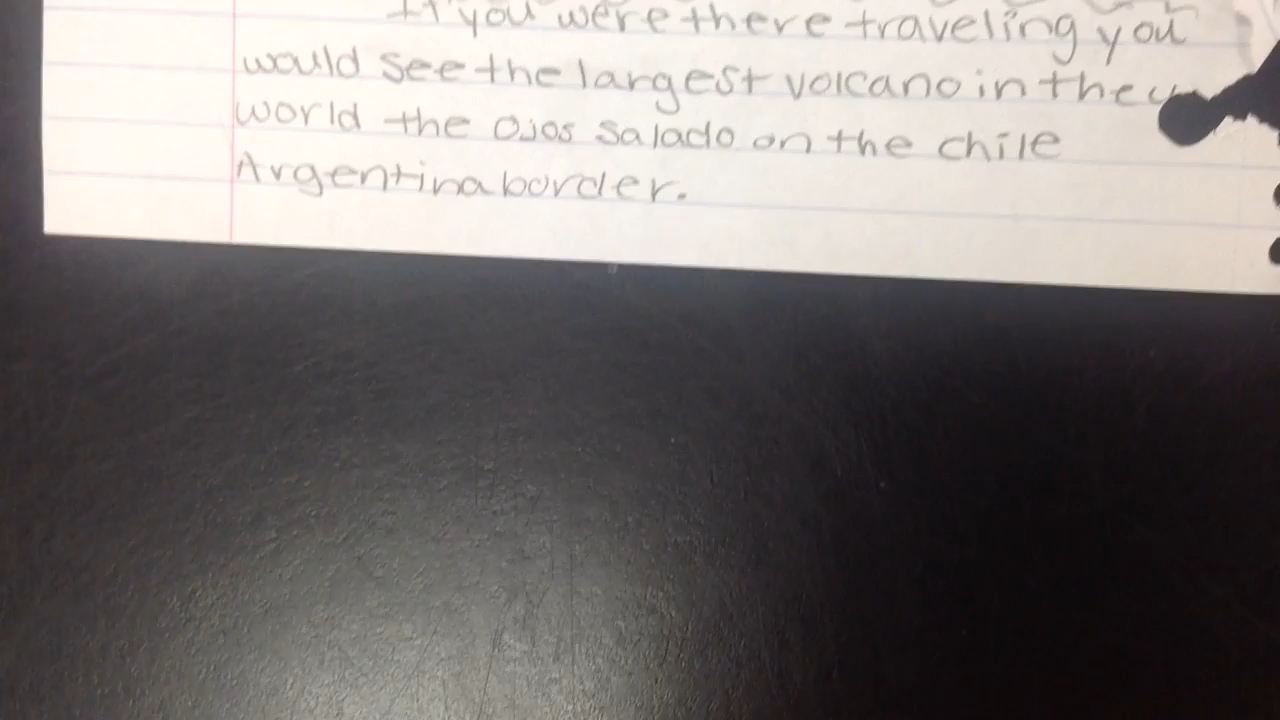 If you were there traveling you
would see the largest volcano in the
world the Ojos Salado on the chile
Argentina border.